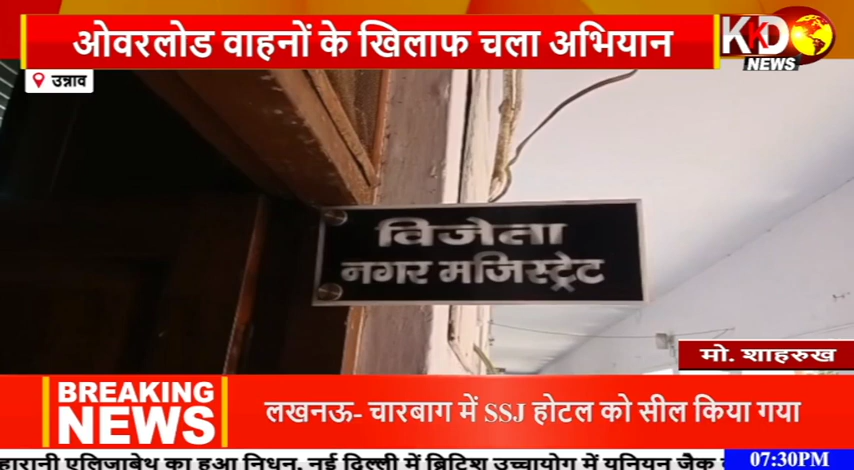 ओवरलोड वाहनों के खिलाफ चला अभियान
KKD
NEWS
उन्नाव
विजेता
नगर मजिस्ट्रेट
मो. शाहरुख
BREAKING
NEWS
लखनऊ- चारबाग में SSJ होटल को सील किया गया
एलिजाबेथ का हुआ निधन, नई दिल्ली में ब्रिटिश उच्चायोग में यूनियन जैक
07:30PM